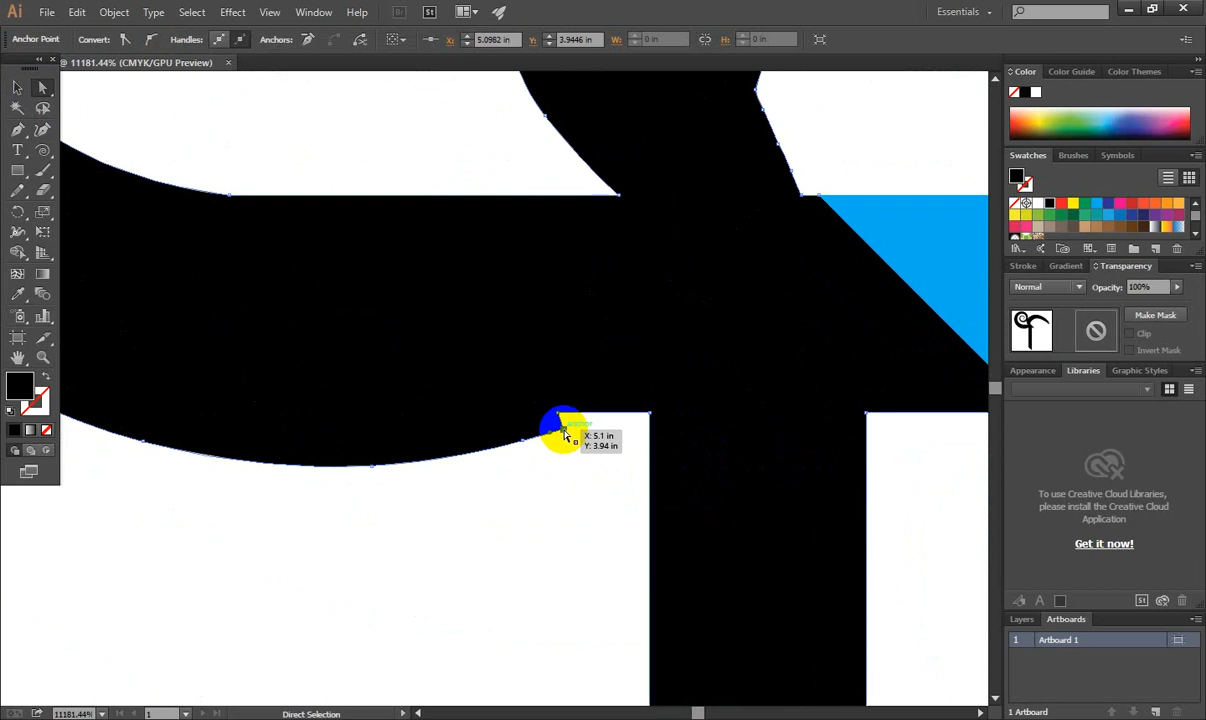 Ai File Edit Object Type Select Effect View Window Help Br St Essentials
Anchor Point Convert: Handles: Anchors: X: 5.0982 in Y: 3.9446 in W: 0 in H: 0 in
@ 11181.44% (CMYK/GPU Preview) ×
Color Color Guide Color Themes
Swatches Brushes Symbols
Stroke Gradient Transparency
Normal Opacity: 100%
Make Mask
Clip
Invert Mask
Appearance Libraries Graphic Styles
anchor
X: 5.1 in
Y: 3.94 in
To use Creative Cloud Libraries,
please install the Creative Cloud
Application
Get it now!
St
Layers Artboards
1 Artboard 1
11181.44% 1 Direct Selection 1 Artboard